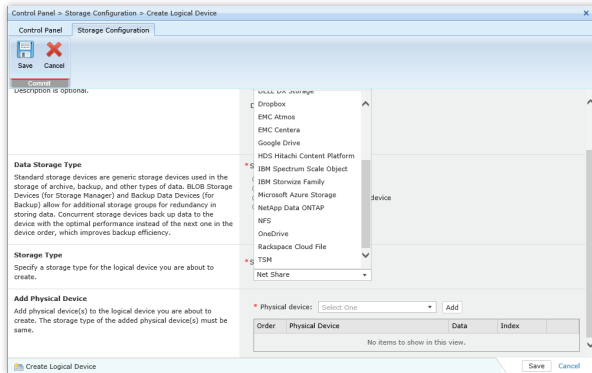 Control Panel > Storage Configuration > Create Logical Device
Control Panel
Storage Configuration
Save
Cancel
Commit
Description is optional.
DELL DX Storage
Dropbox
EMC Atmos
EMC Centera
Google Drive
HDS Hitachi Content Platform
IBM Spectrum Scale Object
IBM Storwize Family
Microsoft Azure Storage
NetApp Data ONTAP
NFS
OneDrive
Rackspace Cloud File
TSM
Net Share
Data Storage Type
Standard storage devices are generic storage devices used in the
storage of archive, backup, and other types of data. BLOB Storage
Devices (for Storage Manager) and Backup Data Devices (for
Backup) allow for additional storage groups for redundancy in
storing data. Concurrent storage devices back up data to the
device with the optimal performance instead of the next one in the
device order, which improves backup efficiency.
device
Storage Type
Specify a storage type for the logical device you are about to
create.
Add Physical Device
Add physical device(s) to the logical device you are about to
create. The storage type of the added physical device(s) must be
same.
* Physical device:
Select One
Add
Order
Physical Device
Data
Index
No items to show in this view.
Create Logical Device
Save
Cancel